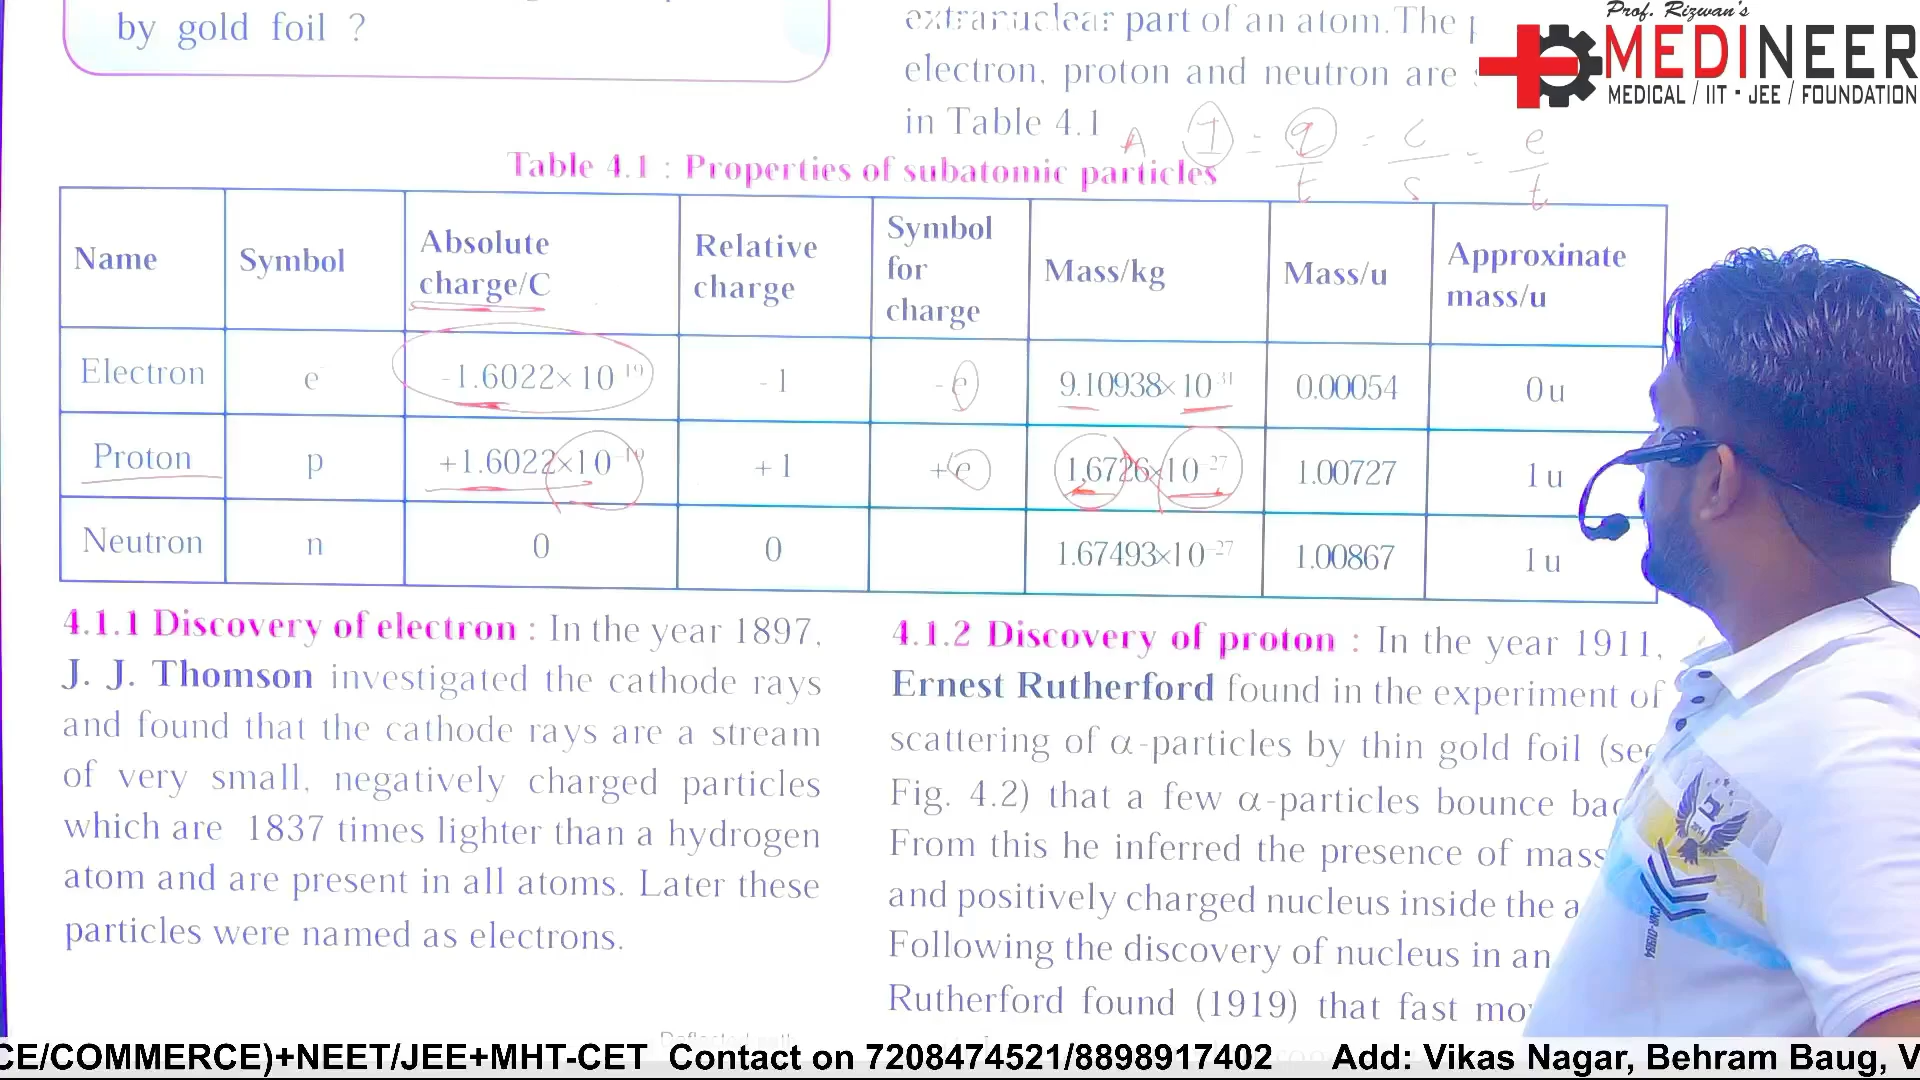 by gold foil ?
extranuclear part of an atom. The
electron, proton and neutron are
in Table 4.1
Prof. Rizwan's
MEDINEER
MEDICAL / IIT - JEE / FOUNDATION
A I = q/t = c/s = e/t
Table 4.1 : Properties of subatomic particles
Name Symbol Absolute charge/C Relative charge Symbol for charge Mass/kg Mass/u Approxinate mass/u
Electron e -1.6022× 10⁻¹⁹ -1 -e 9.10938× 10⁻³¹ 0.00054 0 u
Proton p +1.6022×10⁻¹⁹ +1 +e 1.6726×10⁻²⁷ 1.00727 1 u
Neutron n 0 0 1.67493×10⁻²⁷ 1.00867 1 u
4.1.1 Discovery of electron : In the year 1897,
J. J. Thomson investigated the cathode rays
and found that the cathode rays are a stream
of very small, negatively charged particles
which are 1837 times lighter than a hydrogen
atom and are present in all atoms. Later these
particles were named as electrons.
4.1.2 Discovery of proton : In the year 1911,
Ernest Rutherford found in the experiment of
scattering of α-particles by thin gold foil (see
Fig. 4.2) that a few α-particles bounce
From this he inferred the presence of
and positively charged nucleus inside the
Following the discovery of nucleus in an
Rutherford found (1919) that fast
CE/COMMERCE)+NEET/JEE+MHT-CET Contact on 7208474521/8898917402 Add: Vikas Nagar, Behram Baug, V